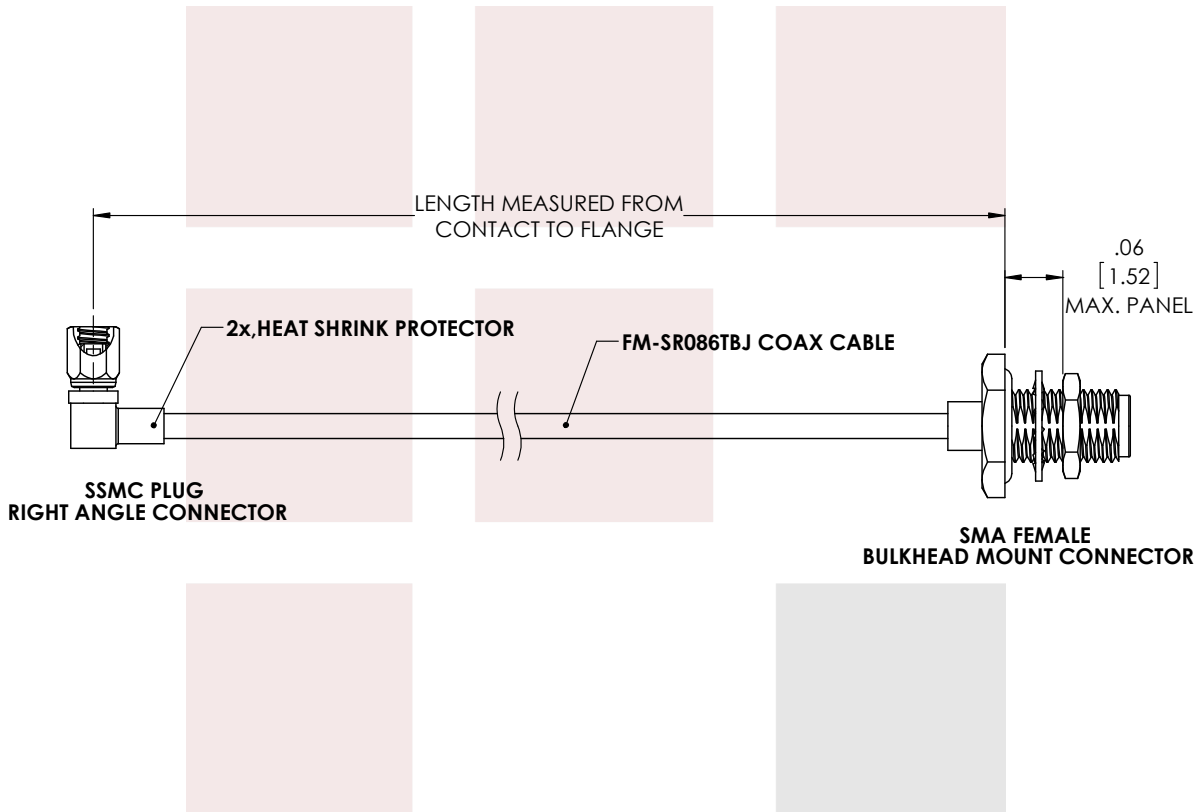 LENGTH MEASURED FROM
CONTACT TO FLANGE
.06
[1.52]
MAX. PANEL
2x,HEAT SHRINK PROTECTOR
FM-SR086TBJ COAX CABLE
SSMC PLUG
RIGHT ANGLE CONNECTOR
SMA FEMALE
BULKHEAD MOUNT CONNECTOR